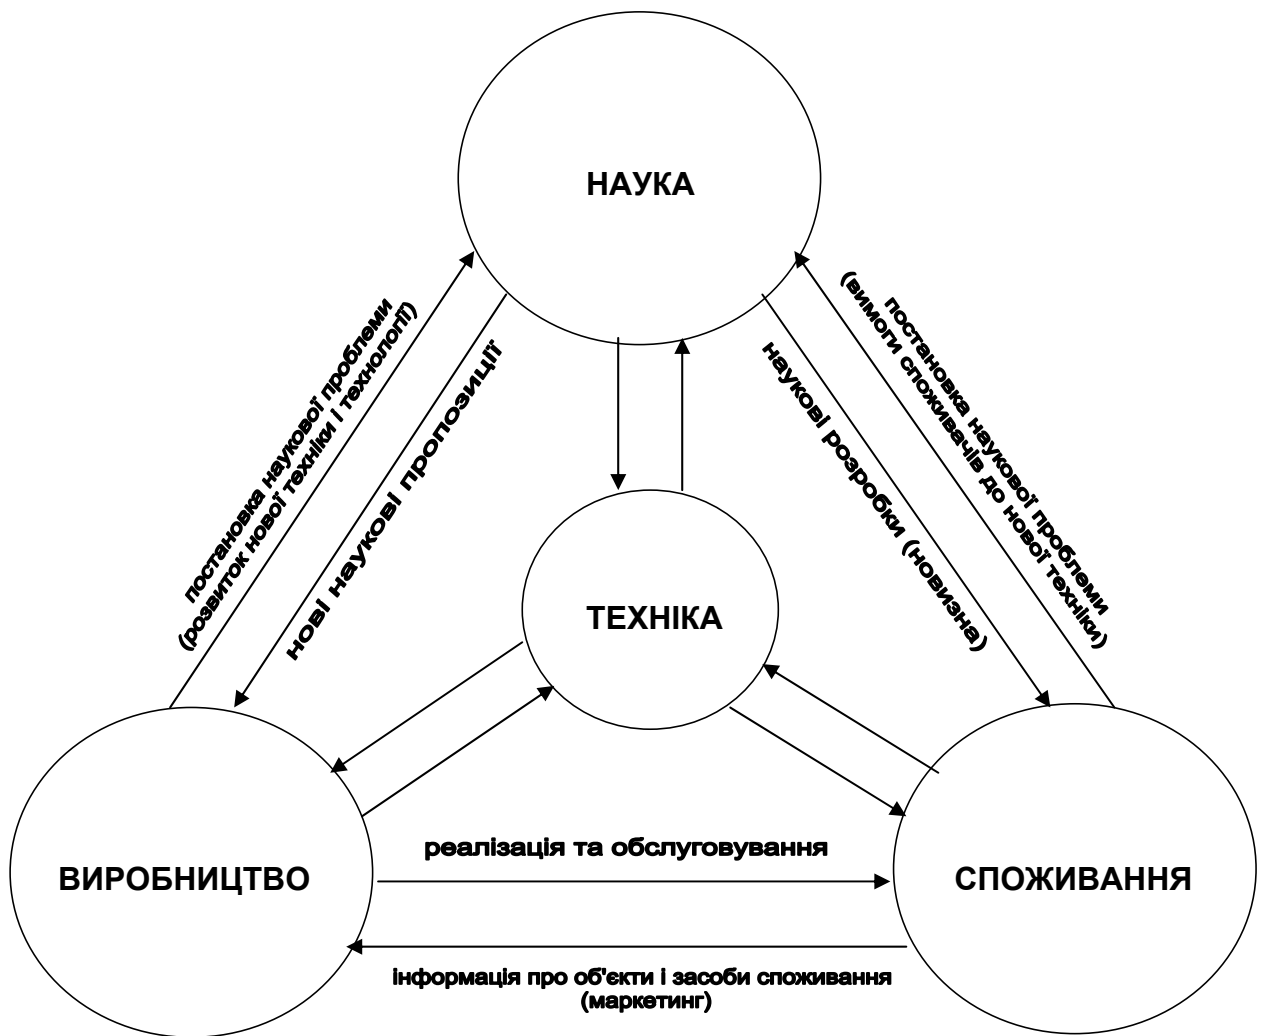 НАУКА
постановка наукової проблеми
(розвиток нової техніки і технології)
нові наукові пропозиції
наукові розробки (новизна)
постановка наукової проблеми
(вимоги споживачів до нової техніки)
ТЕХНІКА
ВИРОБНИЦТВО
реалізація та обслуговування
СПОЖИВАННЯ
інформація про об'єкти і засоби споживання
(маркетинг)